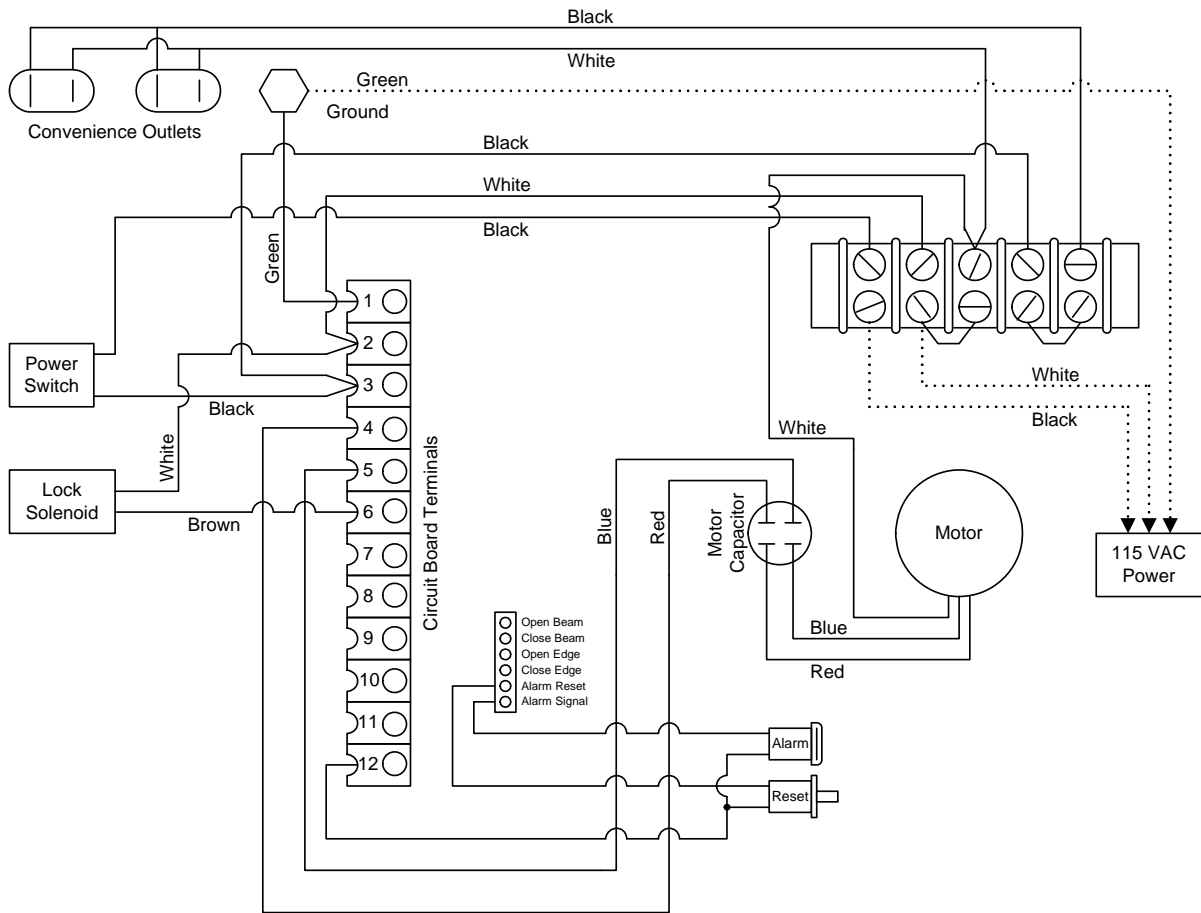 Black
White
Green
Ground
Convenience Outlets
Black
White
Black
Green
1
2
3
4
5
6
7
8
9
10
11
12
Circuit Board Terminals
Power
Switch
Black
White
Lock
Solenoid
Brown
White
Black
White
Blue
Red
Motor
Capacitor
Motor
115 VAC
Power
Blue
Red
Open Beam
Close Beam
Open Edge
Close Edge
Alarm Reset
Alarm Signal
Alarm
Reset